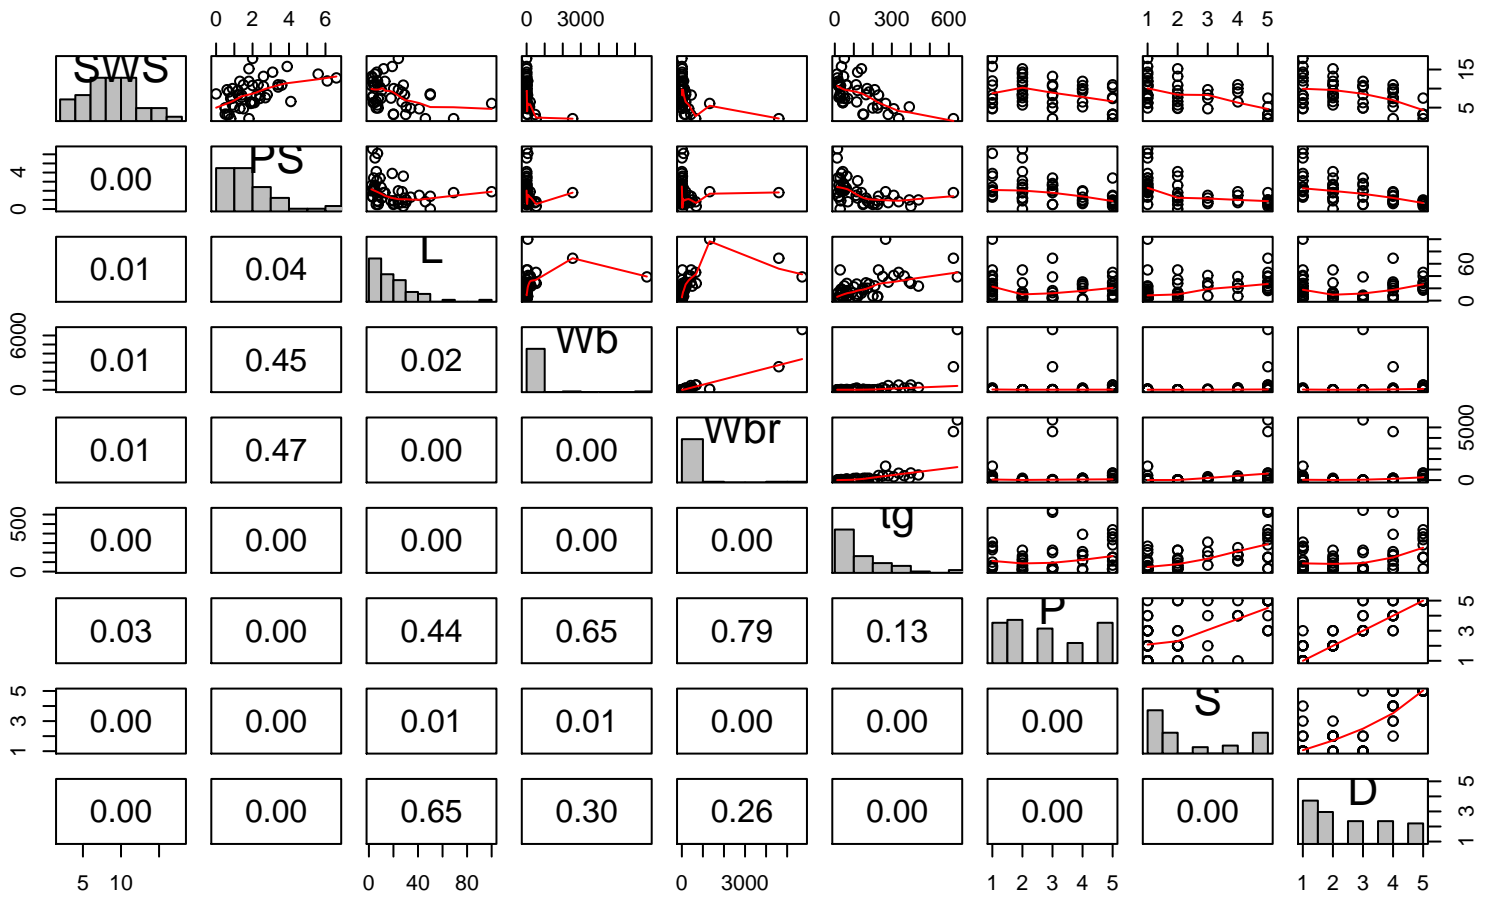 0 2 4 6 0 3000 0 300 600 1 2 3 4 5
SWS 5 15
0 4 0.00 PS
0.01 0.04 L 0 60
0 6000 0.01 0.45 0.02 Wb
0.01 0.47 0.00 0.00 Wbr 0 5000
0 500 0.00 0.00 0.00 0.00 0.00 tg
0.03 0.00 0.44 0.65 0.79 0.13 P 1 3 5
1 3 5 0.00 0.00 0.01 0.01 0.00 0.00 0.00 S
0.00 0.00 0.65 0.30 0.26 0.00 0.00 0.00 D 1 3 5
5 10 0 40 80 0 3000 1 2 3 4 5 1 2 3 4 5